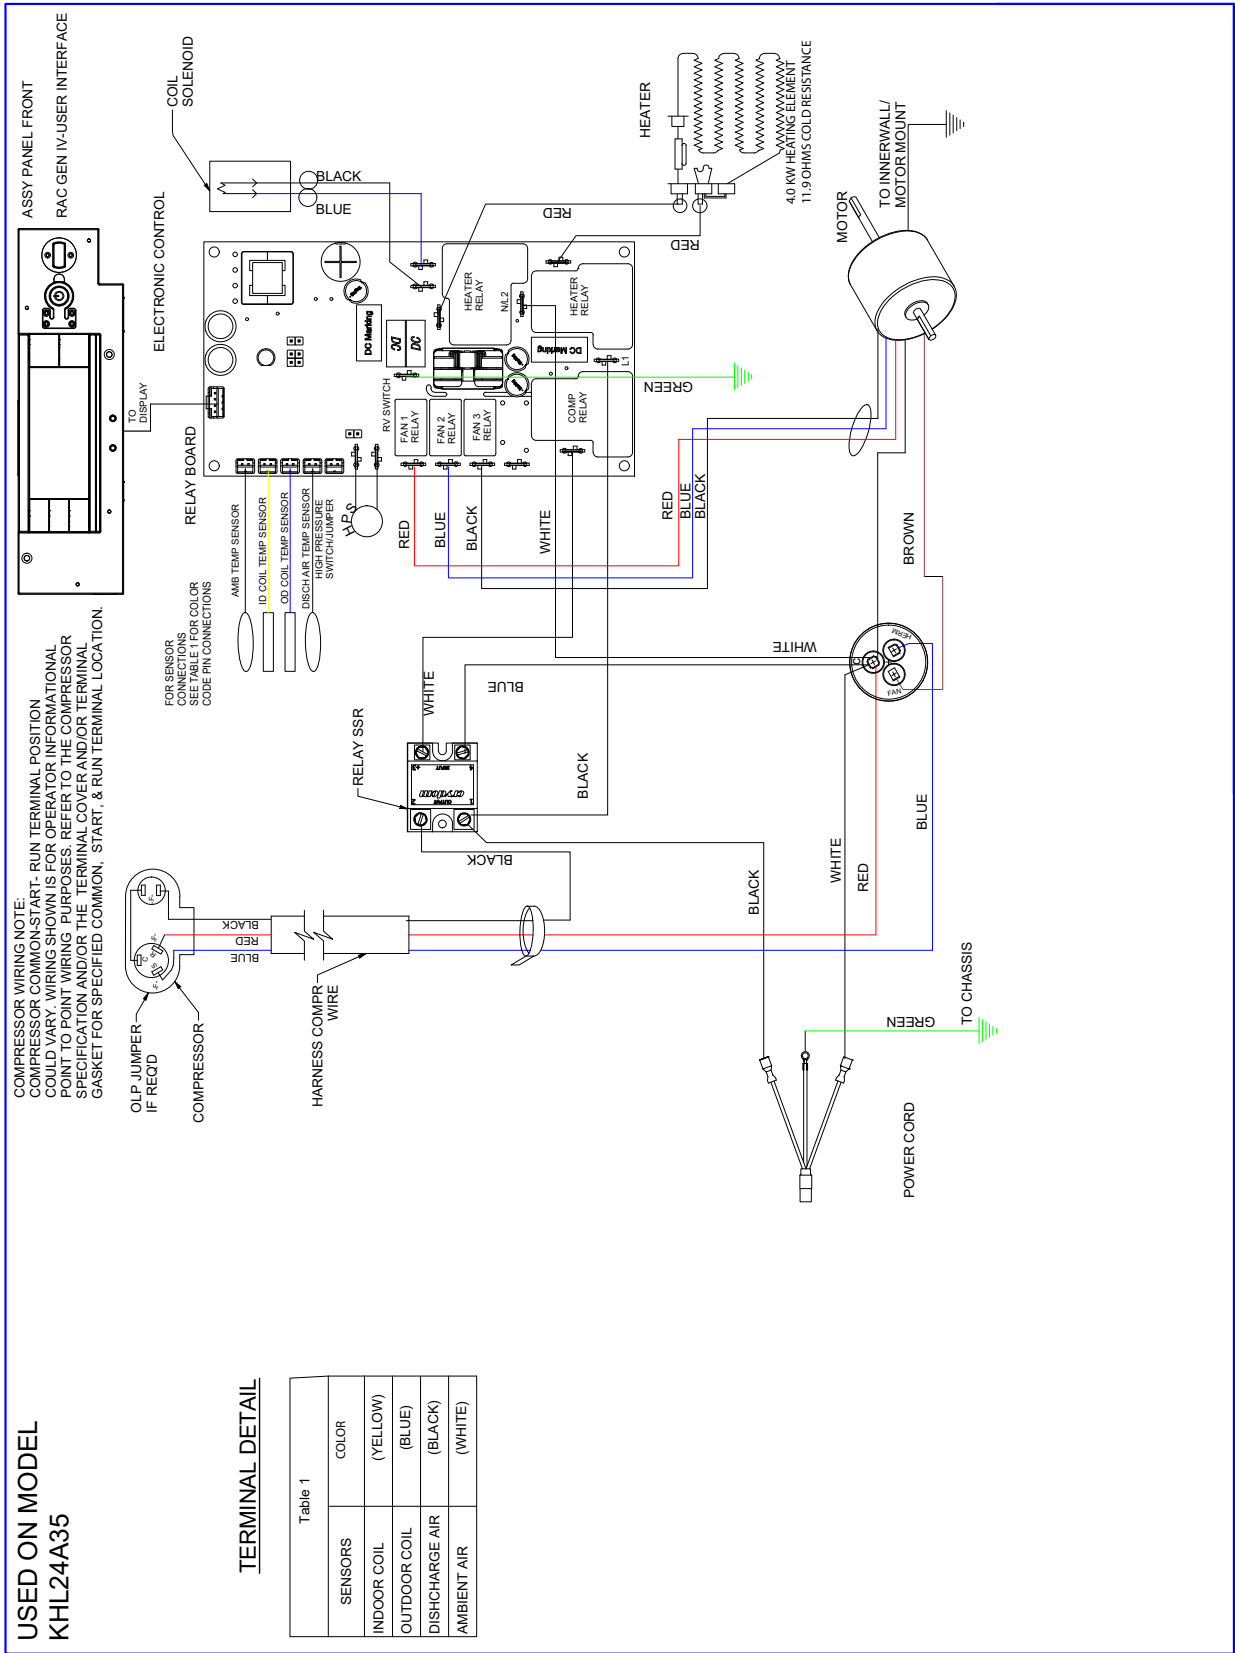 USED ON MODEL
KHL24A35
TERMINAL DETAIL
Table 1
SENSORS COLOR
INDOOR COIL (YELLOW)
OUTDOOR COIL (BLUE)
DISHCHARGE AIR (BLACK)
AMBIENT AIR (WHITE)
COMPRESSOR WIRING NOTE:
COMPRESSOR COMMON-START- RUN TERMINAL POSITION
COULD VARY. WIRING SHOWN IS FOR OPERATOR INFORMATIONAL
POINT TO POINT WIRING PURPOSES. REFER TO THE COMPRESSOR
SPECIFICATION AND/OR THE TERMINAL COVER AND/OR TERMINAL
GASKET FOR SPECIFIED COMMON, START, & RUN TERMINAL LOCATION.
ASSY PANEL FRONT
RAC GEN IV-USER INTERFACE
TO
DISPLAY
COIL
SOLENOID
BLACK
BLUE
ELECTRONIC CONTROL
RELAY BOARD
FOR SENSOR
CONNECTIONS
SEE TABLE 1 FOR COLOR
CODE PIN CONNECTIONS
AMB TEMP SENSOR
ID COIL TEMP SENSOR
OD COIL TEMP SENSOR
DISCH AIR TEMP SENSOR
HIGH PRESSURE
SWITCH/JUMPER
H.P.S
RV SWITCH
FAN 1
RELAY
FAN 2
RELAY
FAN 3
RELAY
COMP
RELAY
HEATER
RELAY
HEATER
RELAY
N/L2
L1
DC Marking
DC
DC
DC Marking
GREEN
RED
RED
HEATER
4.0 KW HEATING ELEMENT
11.9 OHMS COLD RESISTANCE
RED
BLUE
BLACK
WHITE
RED
BLUE
BLACK
MOTOR
TO INNERWALL/
MOTOR MOUNT
BROWN
WHITE
C
HERM
FAN
OLP JUMPER
IF REQ'D
COMPRESSOR
C
R
S
BLACK
RED
BLUE
HARNESS COMPR
WIRE
RELAY SSR
crydom
OUTPUT
INPUT
2
1
+3
4
WHITE
BLUE
BLACK
BLACK
BLACK
WHITE
RED
BLUE
GREEN
TO CHASSIS
POWER CORD